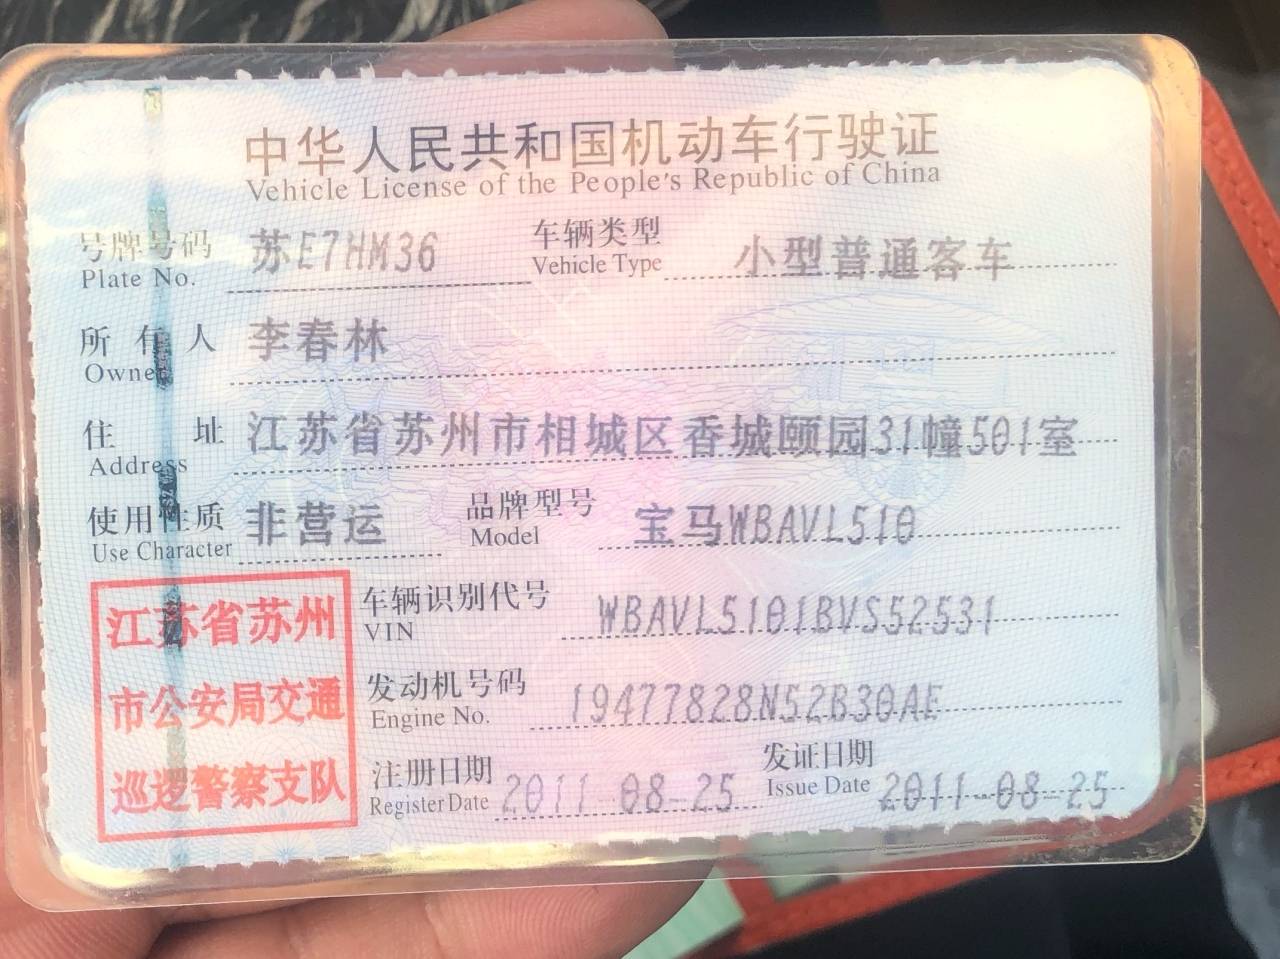 中华人民共和国机动车行驶证
Vehicle License of the People's Republic of China
号牌号码 苏E7HM36 车辆类型 小型普通客车
Plate No. Vehicle Type
所有人 李春林
Owner
住址 江苏省苏州市相城区香城颐园31幢501室
Address
使用性质 非营运 品牌型号 宝马WBAVL510
Use Character Model
江苏省苏州
市公安局交通
巡逻警察支队
车辆识别代号 WBAVL5101BVS52531
VIN
发动机号码 19477828N52B30AE
Engine No.
注册日期 2011-08-25 发证日期 2011-08-25
Register Date Issue Date